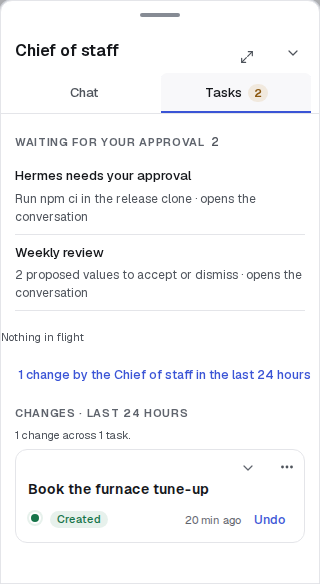 Chief of staff
Chat
Tasks 2
WAITING FOR YOUR APPROVAL 2
Hermes needs your approval
Run npm ci in the release clone · opens the
conversation
Weekly review
2 proposed values to accept or dismiss · opens the
conversation
Nothing in flight
1 change by the Chief of staff in the last 24 hours
CHANGES · LAST 24 HOURS
1 change across 1 task.
Book the furnace tune-up
Created 20 min ago Undo